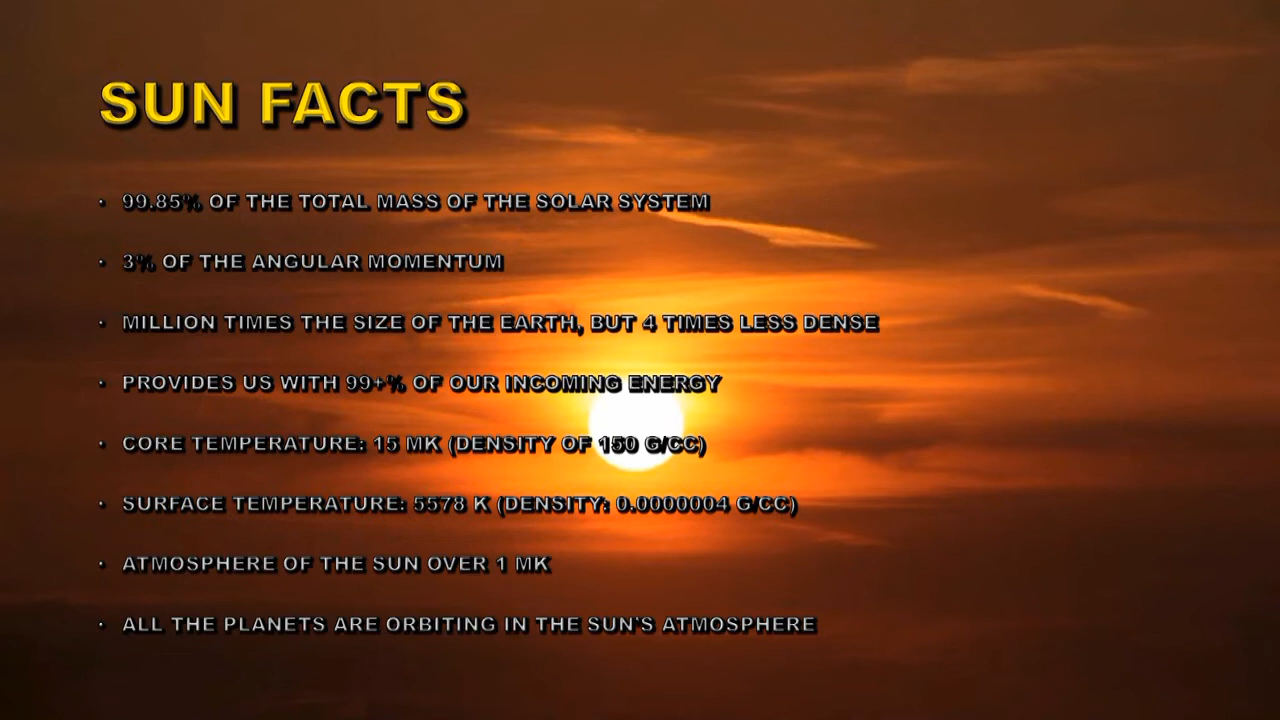 SUN FACTS
• 99.85% OF THE TOTAL MASS OF THE SOLAR SYSTEM
• 3% OF THE ANGULAR MOMENTUM
• MILLION TIMES THE SIZE OF THE EARTH, BUT 4 TIMES LESS DENSE
• PROVIDES US WITH 99+% OF OUR INCOMING ENERGY
• CORE TEMPERATURE: 15 MK (DENSITY OF 150 G/CC)
• SURFACE TEMPERATURE: 5578 K (DENSITY: 0.0000004 G/CC)
• ATMOSPHERE OF THE SUN OVER 1 MK
• ALL THE PLANETS ARE ORBITING IN THE SUN'S ATMOSPHERE